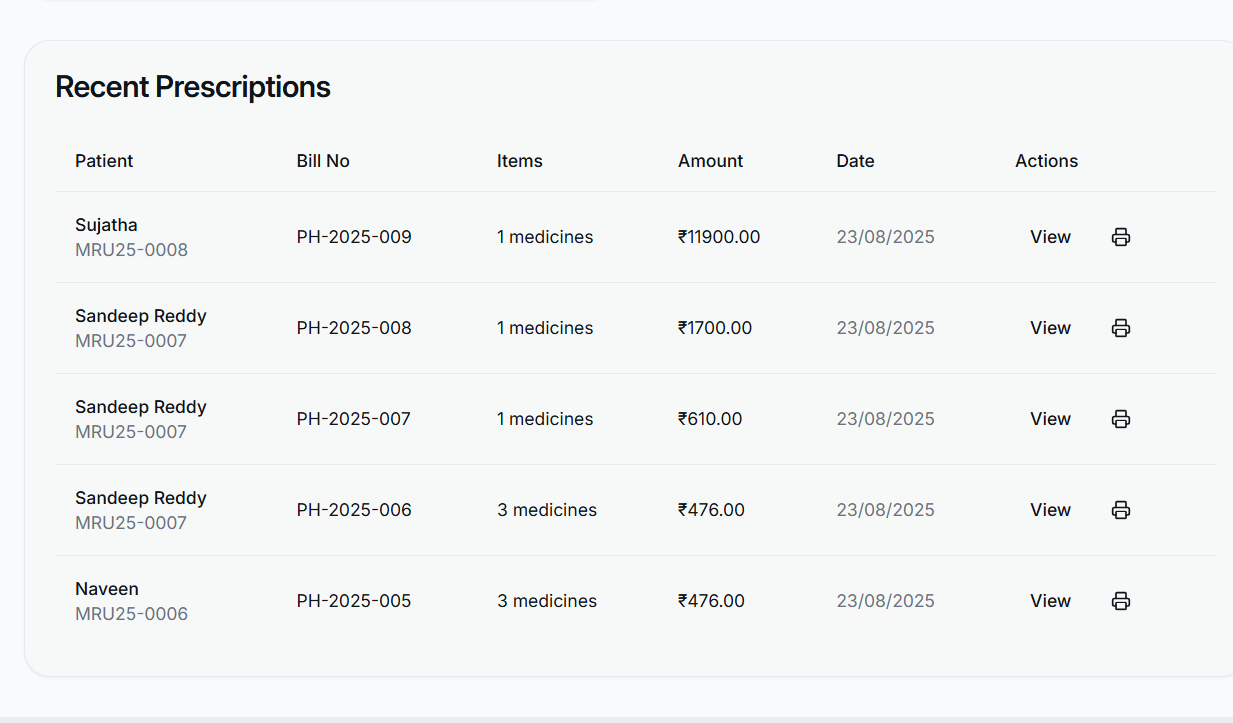 Recent Prescriptions
Patient Bill No Items Amount Date Actions
Sujatha
MRU25-0008
PH-2025-009 1 medicines ₹11900.00 23/08/2025 View
Sandeep Reddy
MRU25-0007
PH-2025-008 1 medicines ₹1700.00 23/08/2025 View
Sandeep Reddy
MRU25-0007
PH-2025-007 1 medicines ₹610.00 23/08/2025 View
Sandeep Reddy
MRU25-0007
PH-2025-006 3 medicines ₹476.00 23/08/2025 View
Naveen
MRU25-0006
PH-2025-005 3 medicines ₹476.00 23/08/2025 View